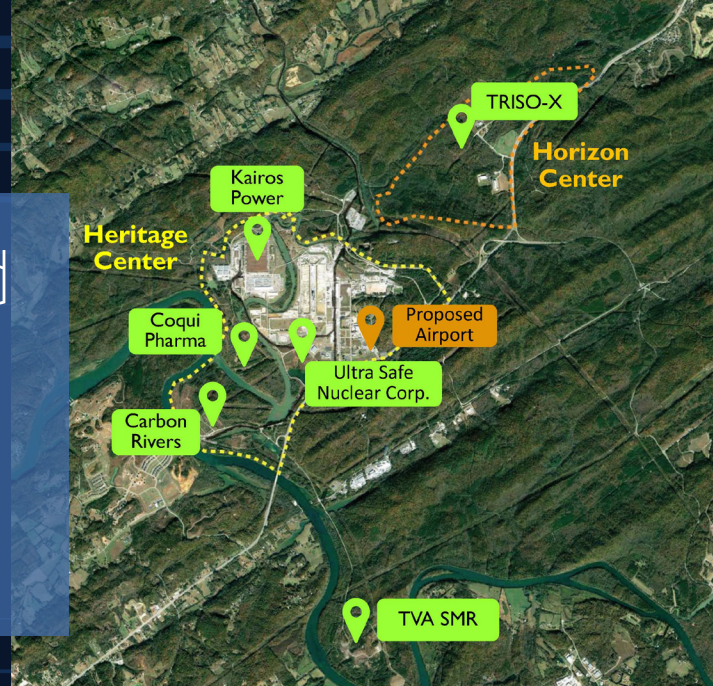 TRISO-X
Horizon
Center
Kairos
Power
Heritage
Center
Coqui
Pharma
Proposed
Airport
Ultra Safe
Nuclear Corp.
Carbon
Rivers
TVA SMR